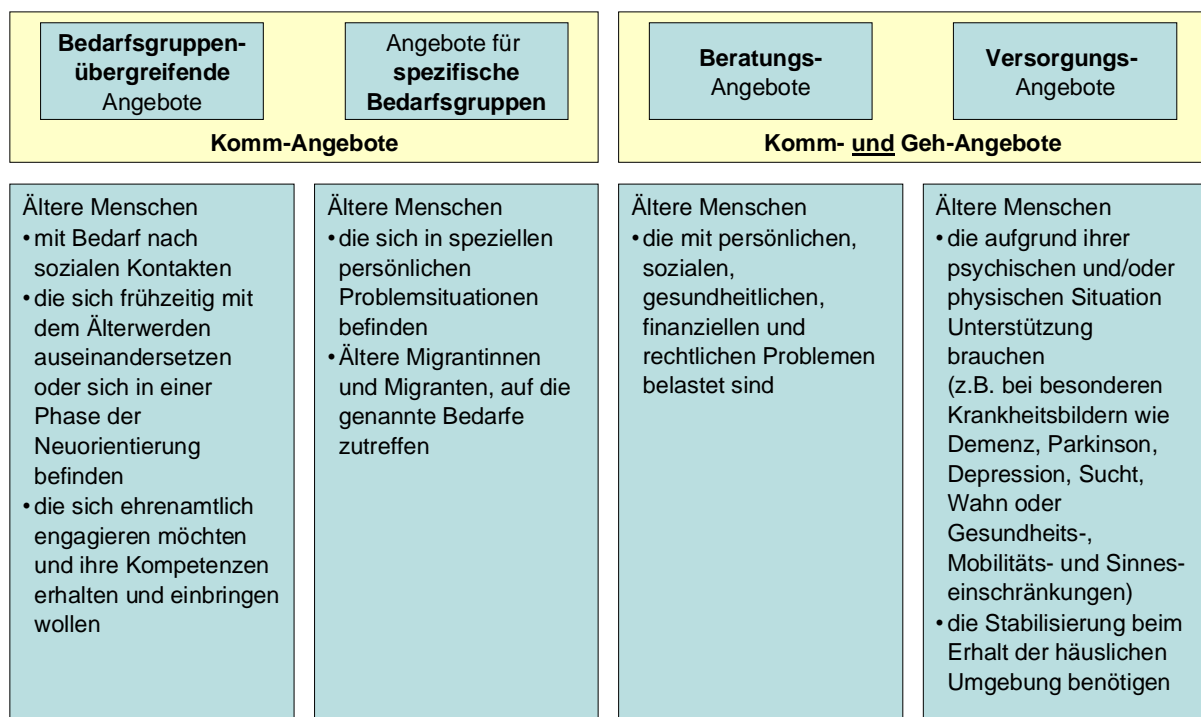 Bedarfsgruppen-
übergreifende
Angebote
Angebote für
spezifische
Bedarfsgruppen
Komm-Angebote
Beratungs-
Angebote
Versorgungs-
Angebote
Komm- und Geh-Angebote
Ältere Menschen
• mit Bedarf nach
sozialen Kontakten
• die sich frühzeitig mit
dem Älterwerden
auseinandersetzen
oder sich in einer
Phase der
Neuorientierung
befinden
• die sich ehrenamtlich
engagieren möchten
und ihre Kompetenzen
erhalten und einbringen
wollen
Ältere Menschen
• die sich in speziellen
persönlichen
Problemsituationen
befinden
• Ältere Migrantinnen
und Migranten, auf die
genannte Bedarfe
zutreffen
Ältere Menschen
• die mit persönlichen,
sozialen,
gesundheitlichen,
finanziellen und
rechtlichen Problemen
belastet sind
Ältere Menschen
• die aufgrund ihrer
psychischen und/oder
physischen Situation
Unterstützung
brauchen
(z.B. bei besonderen
Krankheitsbildern wie
Demenz, Parkinson,
Depression, Sucht,
Wahn oder
Gesundheits-,
Mobilitäts- und Sinnes-
einschränkungen)
• die Stabilisierung beim
Erhalt der häuslichen
Umgebung benötigen